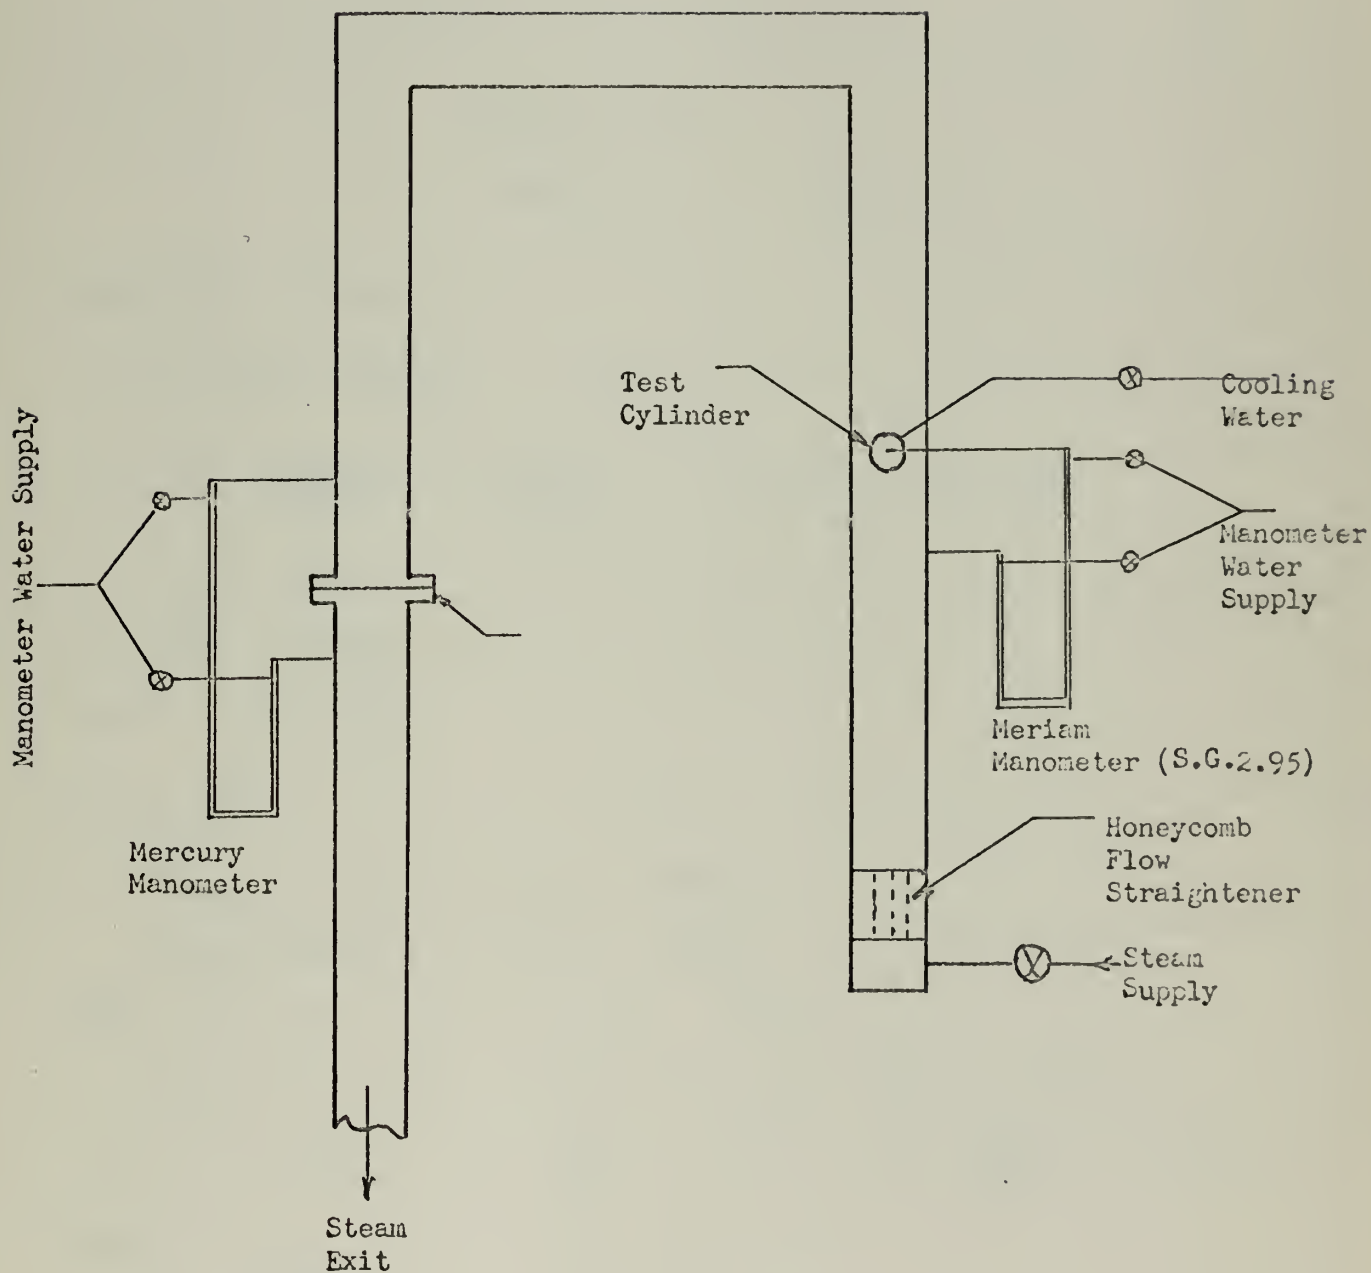 Test
Cylinder
Cooling
Water
Manometer Water Supply
Manometer
Water
Supply
Meriam
Manometer (S.G.2.95)
Mercury
Manometer
Honeycomb
Flow
Straightener
Steam
Supply
Steam
Exit